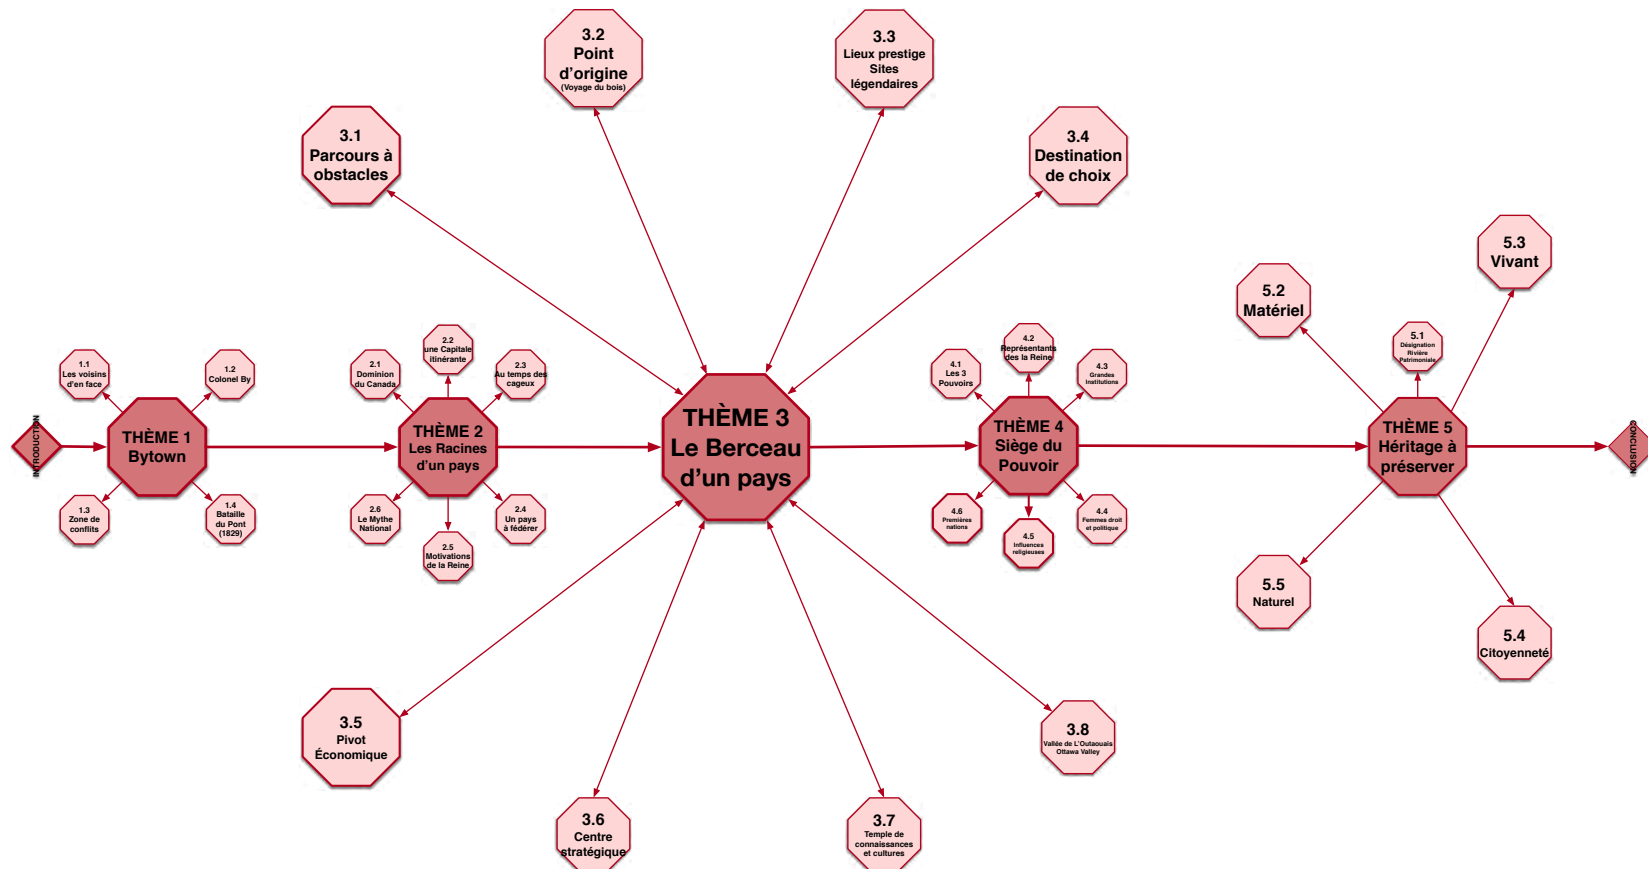 INTRODUCTION
THÈME 1
Bytown
1.1
Les voisins
d'en face
1.2
Colonel By
1.3
Zone de
conflits
1.4
Bataille
du Pont
(1829)
THÈME 2
Les Racines
d'un pays
2.1
Dominion
du Canada
2.2
une Capitale
itinérante
2.3
Au temps des
cageux
2.4
Un pays
à fédérer
2.5
Motivations
de la Reine
2.6
Le Mythe
National
THÈME 3
Le Berceau
d'un pays
3.1
Parcours à
obstacles
3.2
Point
d'origine
(Voyage du bois)
3.3
Lieux prestige
Sites
légendaires
3.4
Destination
de choix
3.5
Pivot
Économique
3.6
Centre
stratégique
3.7
Temple de
connaissances
et cultures
3.8
Vallée de L'Outaouais
Ottawa Valley
THÈME 4
Siège du
Pouvoir
4.1
Les 3
Pouvoirs
4.2
Représentants
des la Reine
4.3
Grandes
Institutions
4.4
Femmes droit
et politique
4.5
Influences
religieuses
4.6
Premières
nations
THÈME 5
Héritage à
préserver
5.1
Désignation
Rivière
Patrimoniale
5.2
Matériel
5.3
Vivant
5.4
Citoyenneté
5.5
Naturel
CONCLUSION